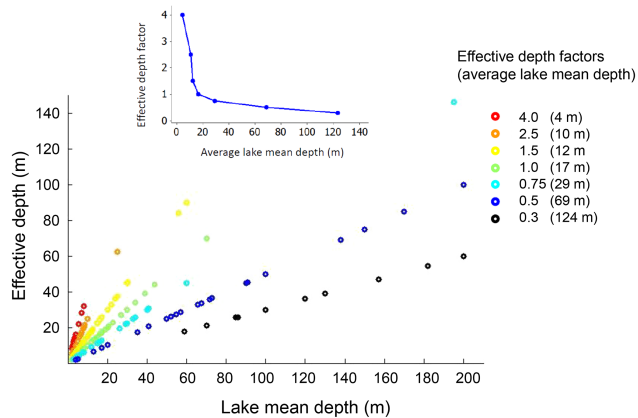 4
3
2
1
0
Effective depth factor
0 20 40 60 80 100 120 140
Average lake mean depth (m)
Effective depth factors
(average lake mean depth)
4.0 (4 m)
2.5 (10 m)
1.5 (12 m
1.0 (17 m)
0.75 (29 m)
0.5 (69 m)
0.3 (124 m)
140
120
100
80
60
40
20
Effective depth (m)
20 40 60 80 100 120 140 160 180 200
Lake mean depth (m)